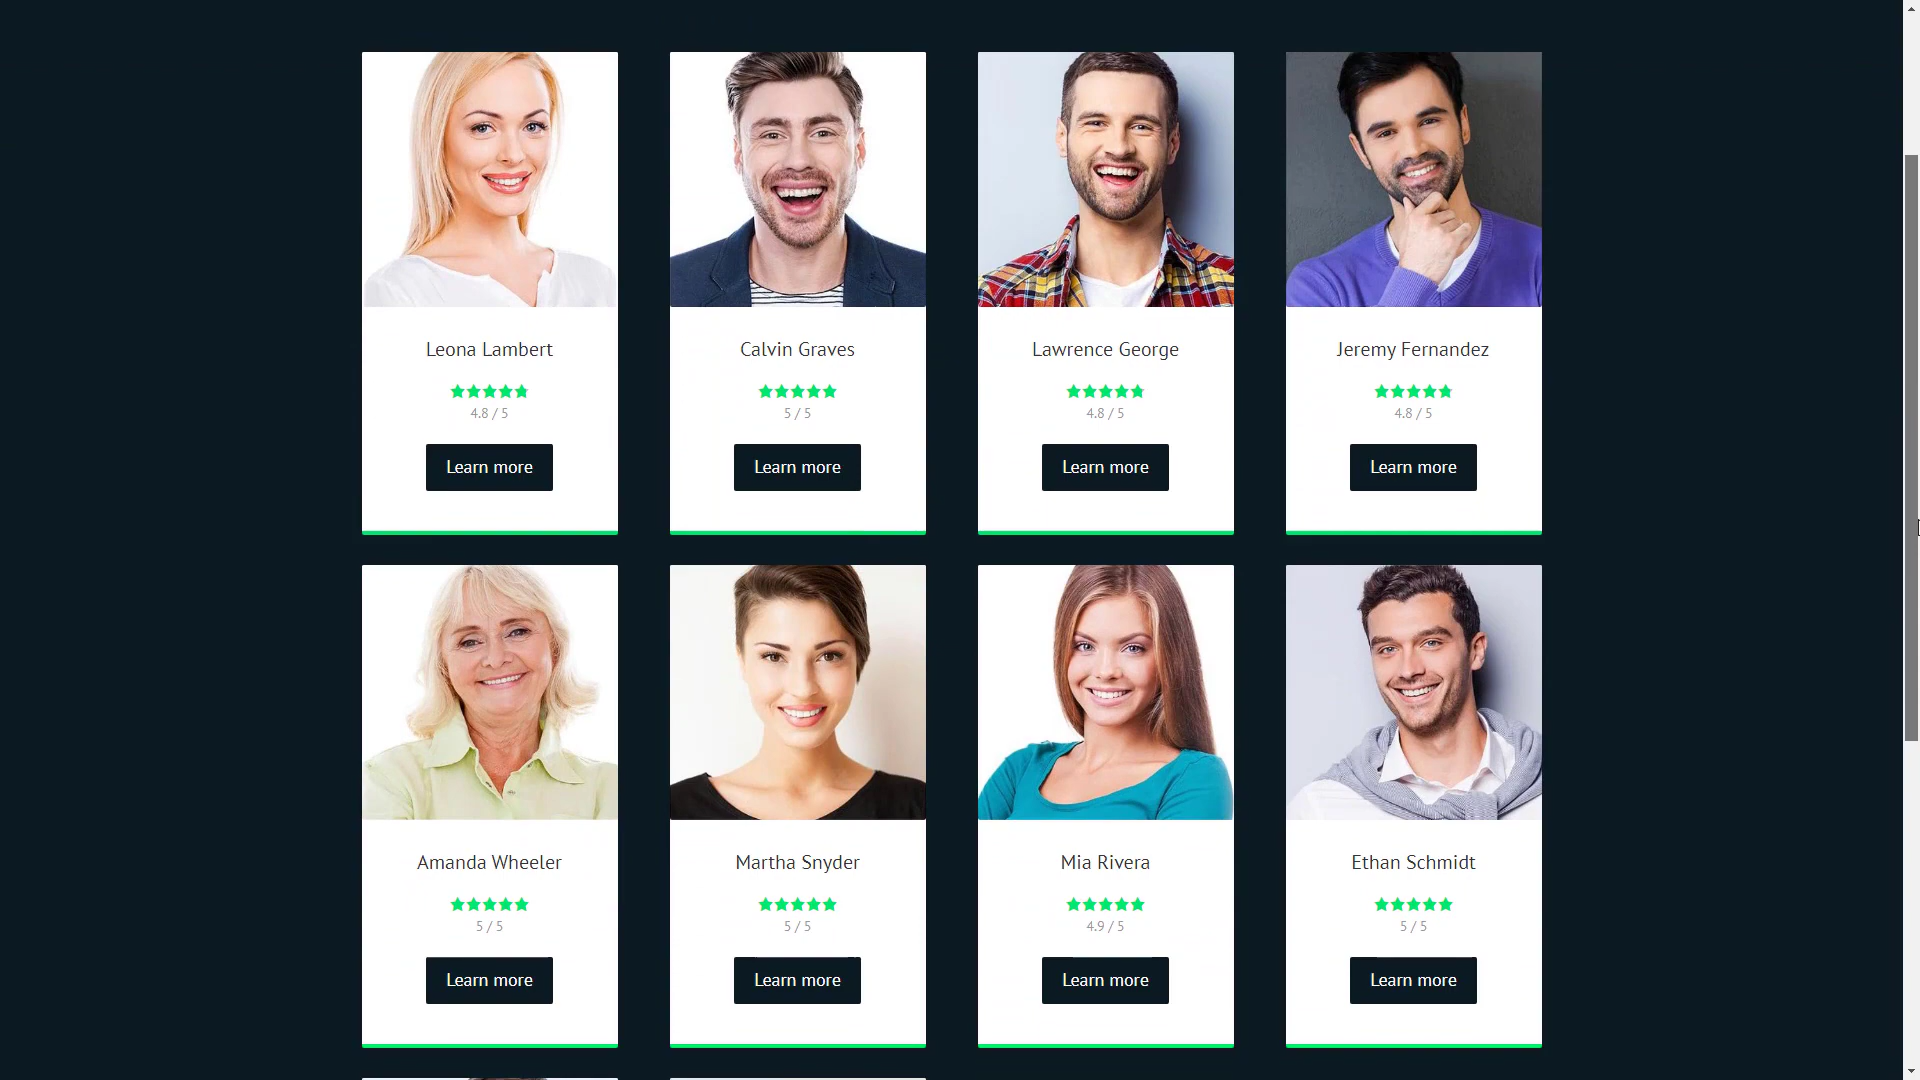 Leona Lambert
4.8 / 5
Learn more
Calvin Graves
5 / 5
Learn more
Lawrence George
4.8 / 5
Learn more
Jeremy Fernandez
4.8 / 5
Learn more
Amanda Wheeler
5 / 5
Learn more
Martha Snyder
5 / 5
Learn more
Mia Rivera
4.9 / 5
Learn more
Ethan Schmidt
5 / 5
Learn more